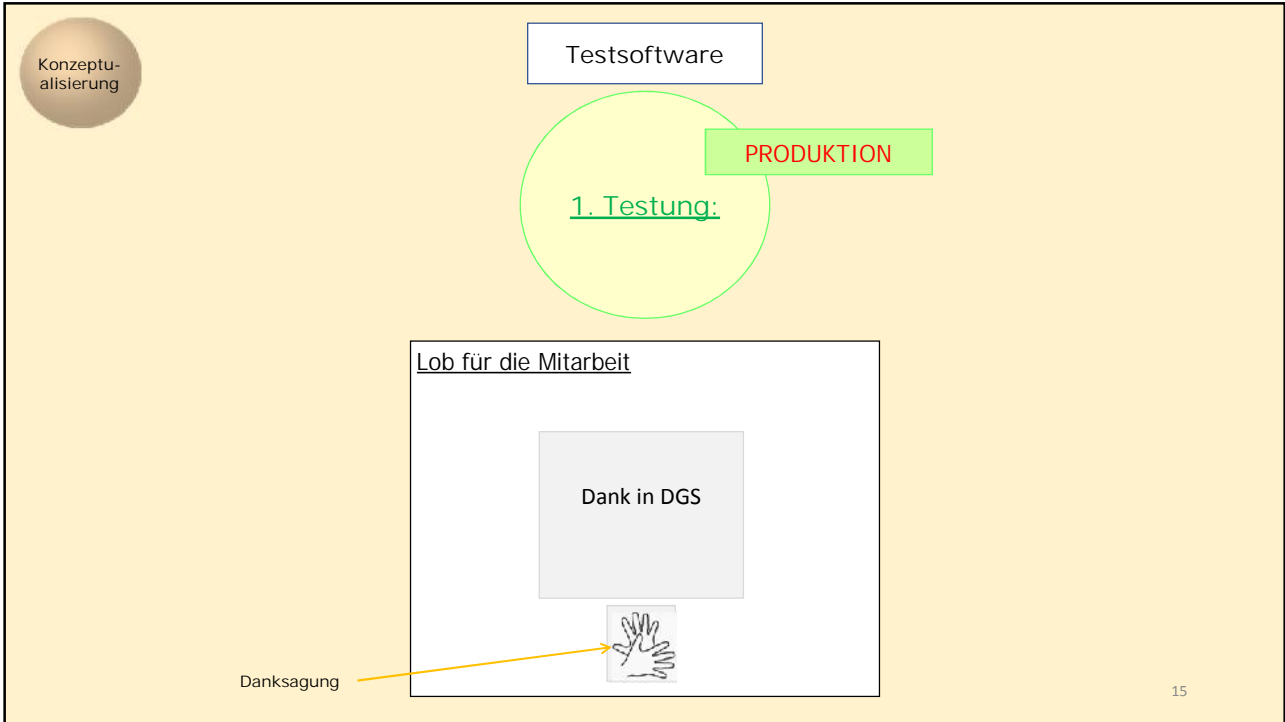 Konzeptu-
alisierung
Testsoftware
PRODUKTION
1. Testung:
Lob für die Mitarbeit
Dank in DGS
Danksagung
15